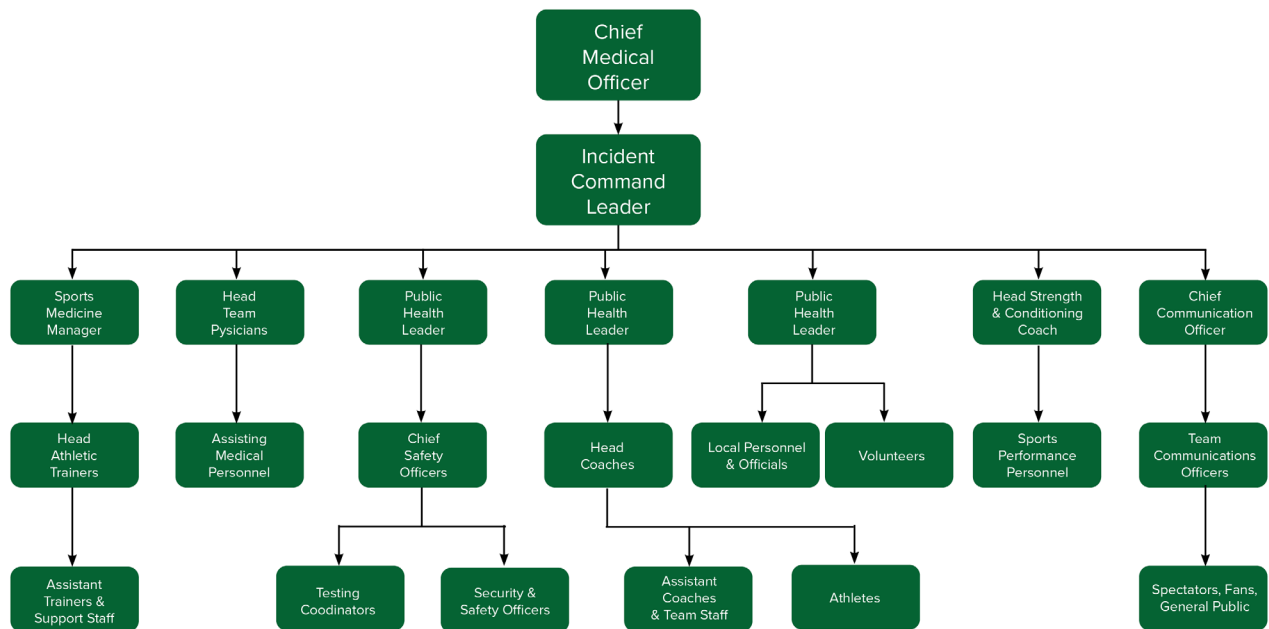 Chief
Medical
Officer
Incident
Command
Leader
Sports
Medicine
Manager
Head
Team
Pysicians
Public
Health
Leader
Public
Health
Leader
Public
Health
Leader
Head Strength
& Conditioning
Coach
Chief
Communication
Officer
Head
Athletic
Trainers
Assisting
Medical
Personnel
Chief
Safety
Officers
Head
Coaches
Local Personnel
& Officials
Volunteers
Sports
Performance
Personnel
Team
Communications
Officers
Assistant
Trainers &
Support Staff
Testing
Coodinators
Security &
Safety Officers
Assistant
Coaches
& Team Staff
Athletes
Spectators, Fans,
General Public